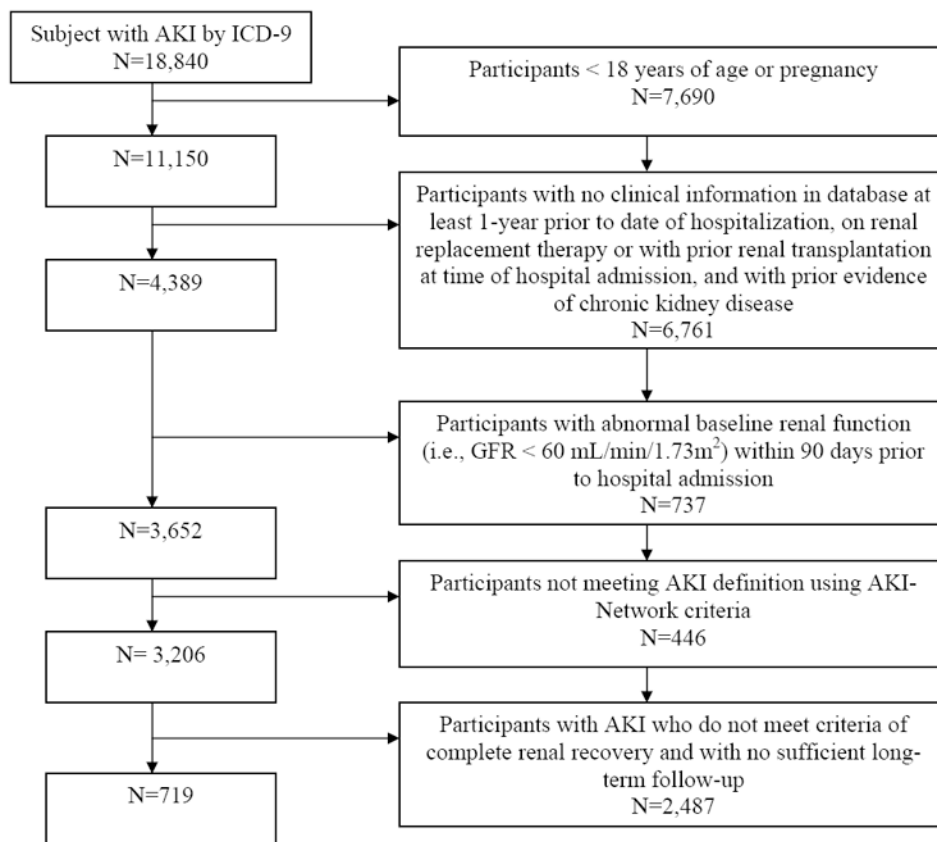 Subject with AKI by ICD-9
N=18,840
Participants < 18 years of age or pregnancy
N=7,690
N=11,150
Participants with no clinical information in database at
least 1-year prior to date of hospitalization, on renal
replacement therapy or with prior renal transplantation
at time of hospital admission, and with prior evidence
of chronic kidney disease
N=6,761
N=4,389
Participants with abnormal baseline renal function
(i.e., GFR < 60 mL/min/1.73m²) within 90 days prior
to hospital admission
N=737
N=3,652
Participants not meeting AKI definition using AKI-
Network criteria
N=446
N= 3,206
Participants with AKI who do not meet criteria of
complete renal recovery and with no sufficient long-
term follow-up
N=2,487
N=719